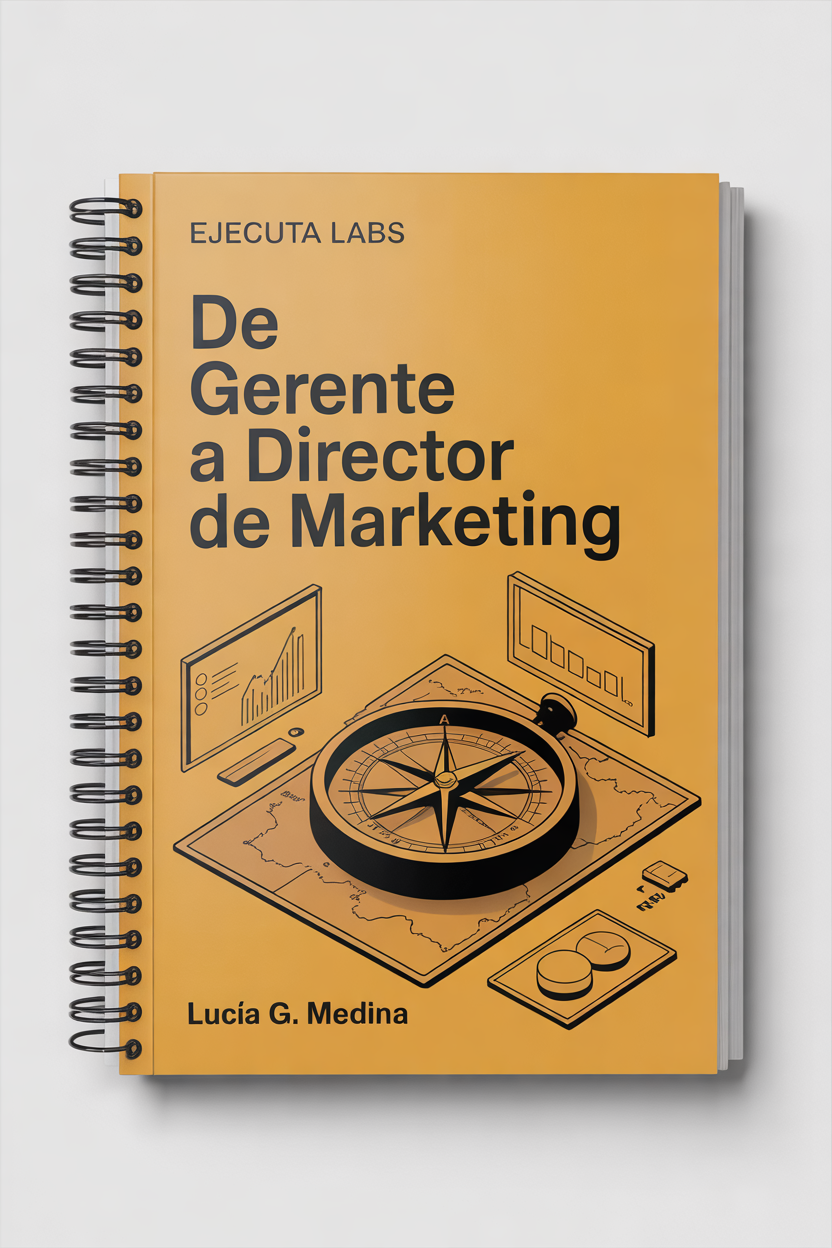 EJECUTA LABS
De
Gerente
a Director
de Marketing
A
Lucía G. Medina